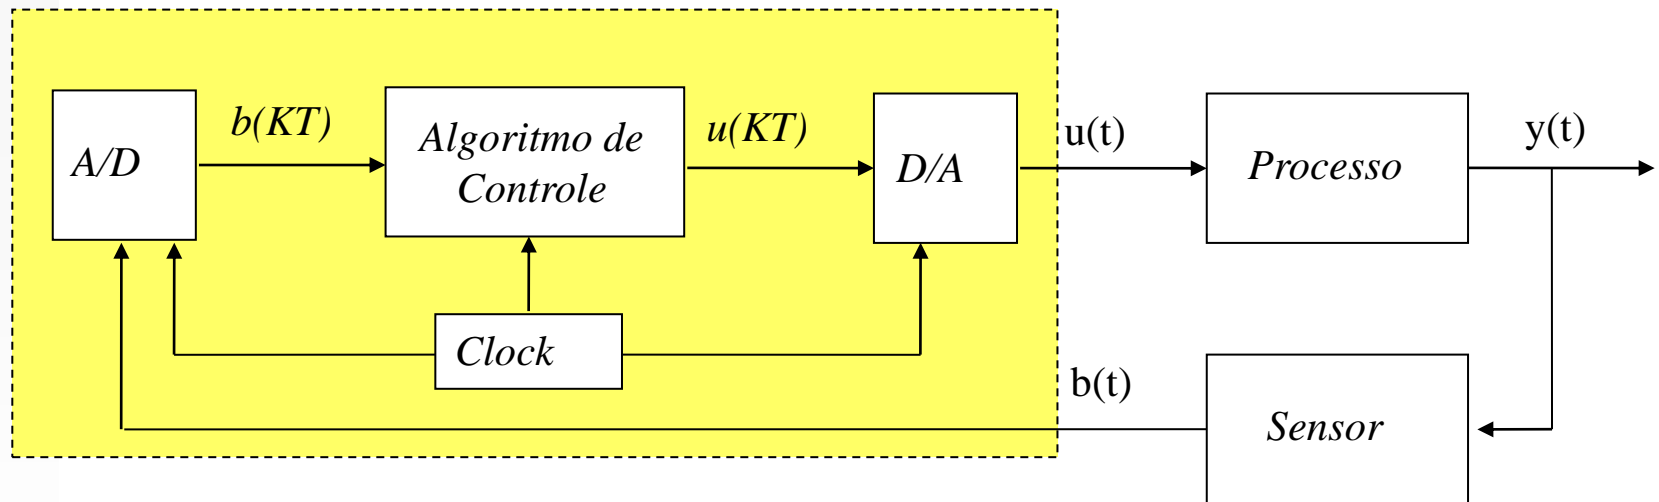 A/D
b(KT)
Algoritmo de
Controle
u(KT)
D/A
u(t)
Processo
y(t)
Clock
b(t)
Sensor